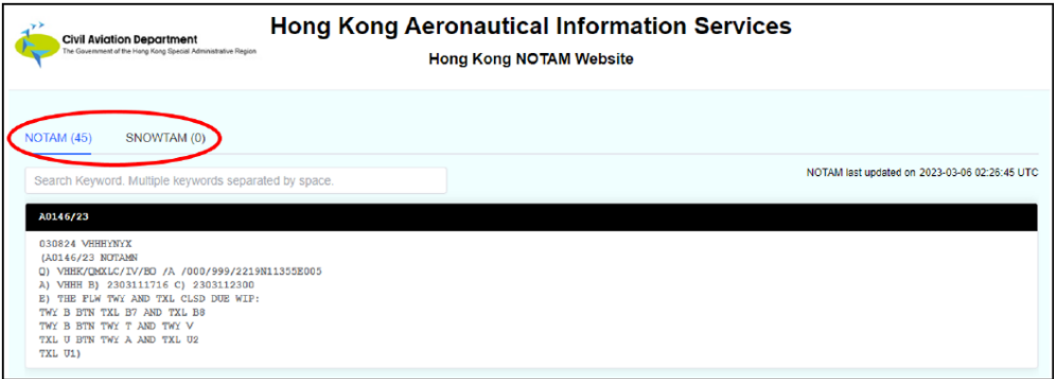 Hong Kong Aeronautical Information Services
Civil Aviation Department
The Government of the Hong Kong Special Administrative Region
Hong Kong NOTAM Website
NOTAM (45) SNOWTAM (0)
Search Keyword. Multiple keywords separated by space.
NOTAM last updated on 2023-03-06 02:26:45 UTC
A0146/23
030824 VHHHYNYX
(A0146/23 NOTAMN
Q) VHHK/QMXLC/IV/BO /A /000/999/2219N11355E005
A) VHHH B) 2303111716 C) 2303112300
E) THE FLW TWY AND TXL CLSD DUE WIP:
TWY B BTN TXL B7 AND TXL B8
TWY B BTN TWY T AND TWY V
TXL U BTN TWY A AND TXL U2
TXL U1)